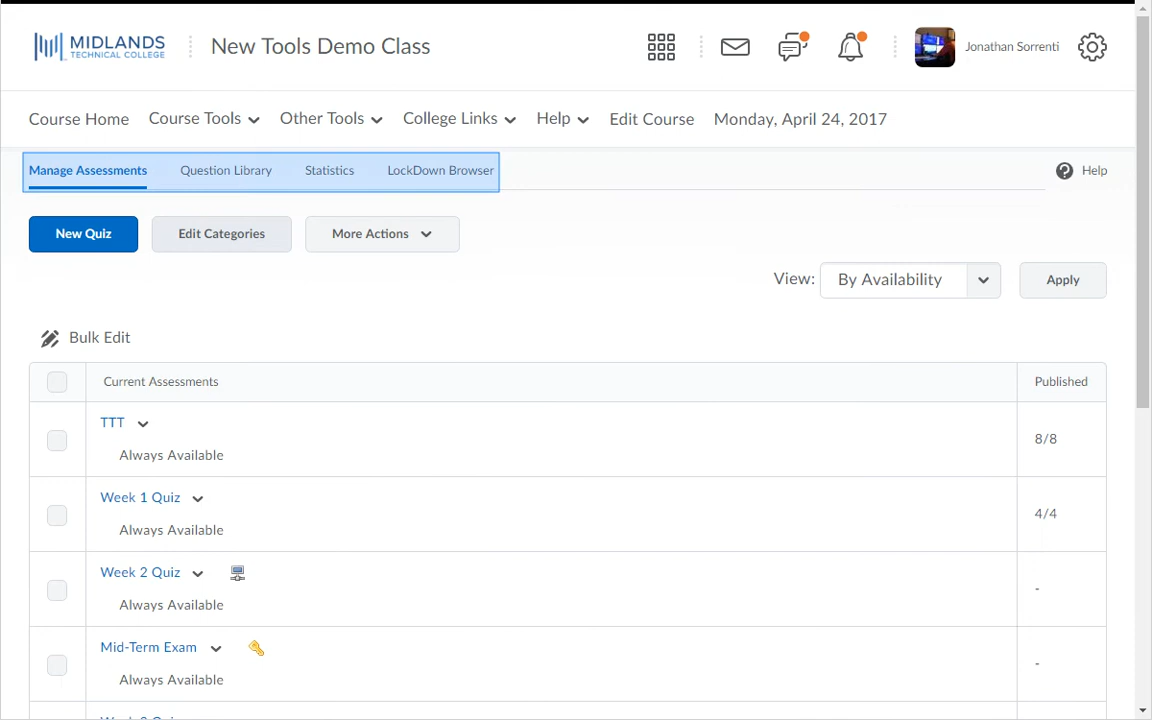 MIDLANDS
TECHNICAL COLLEGE
New Tools Demo Class
Jonathan Sorrenti
Course Home Course Tools Other Tools College Links Help Edit Course Monday, April 24, 2017
Manage Assessments Question Library Statistics LockDown Browser Help
New Quiz Edit Categories More Actions
View: By Availability Apply
Bulk Edit
Current Assessments Published
TTT
Always Available
8/8
Week 1 Quiz
Always Available
4/4
Week 2 Quiz
Always Available
-
Mid-Term Exam
Always Available
-